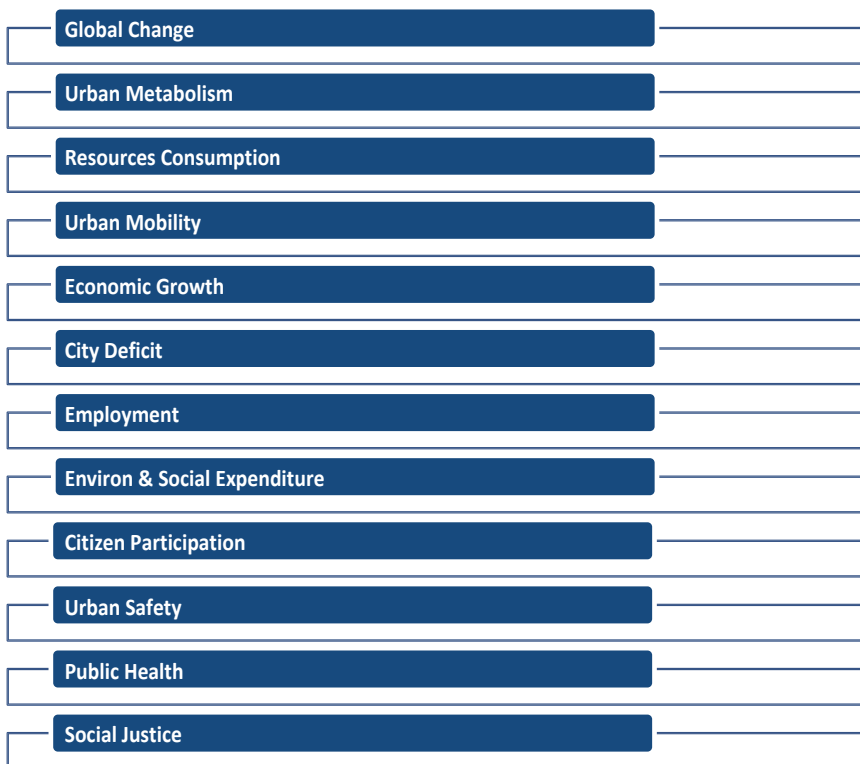 Global Change
Urban Metabolism
Resources Consumption
Urban Mobility
Economic Growth
City Deficit
Employment
Environ & Social Expenditure
Citizen Participation
Urban Safety
Public Health
Social Justice